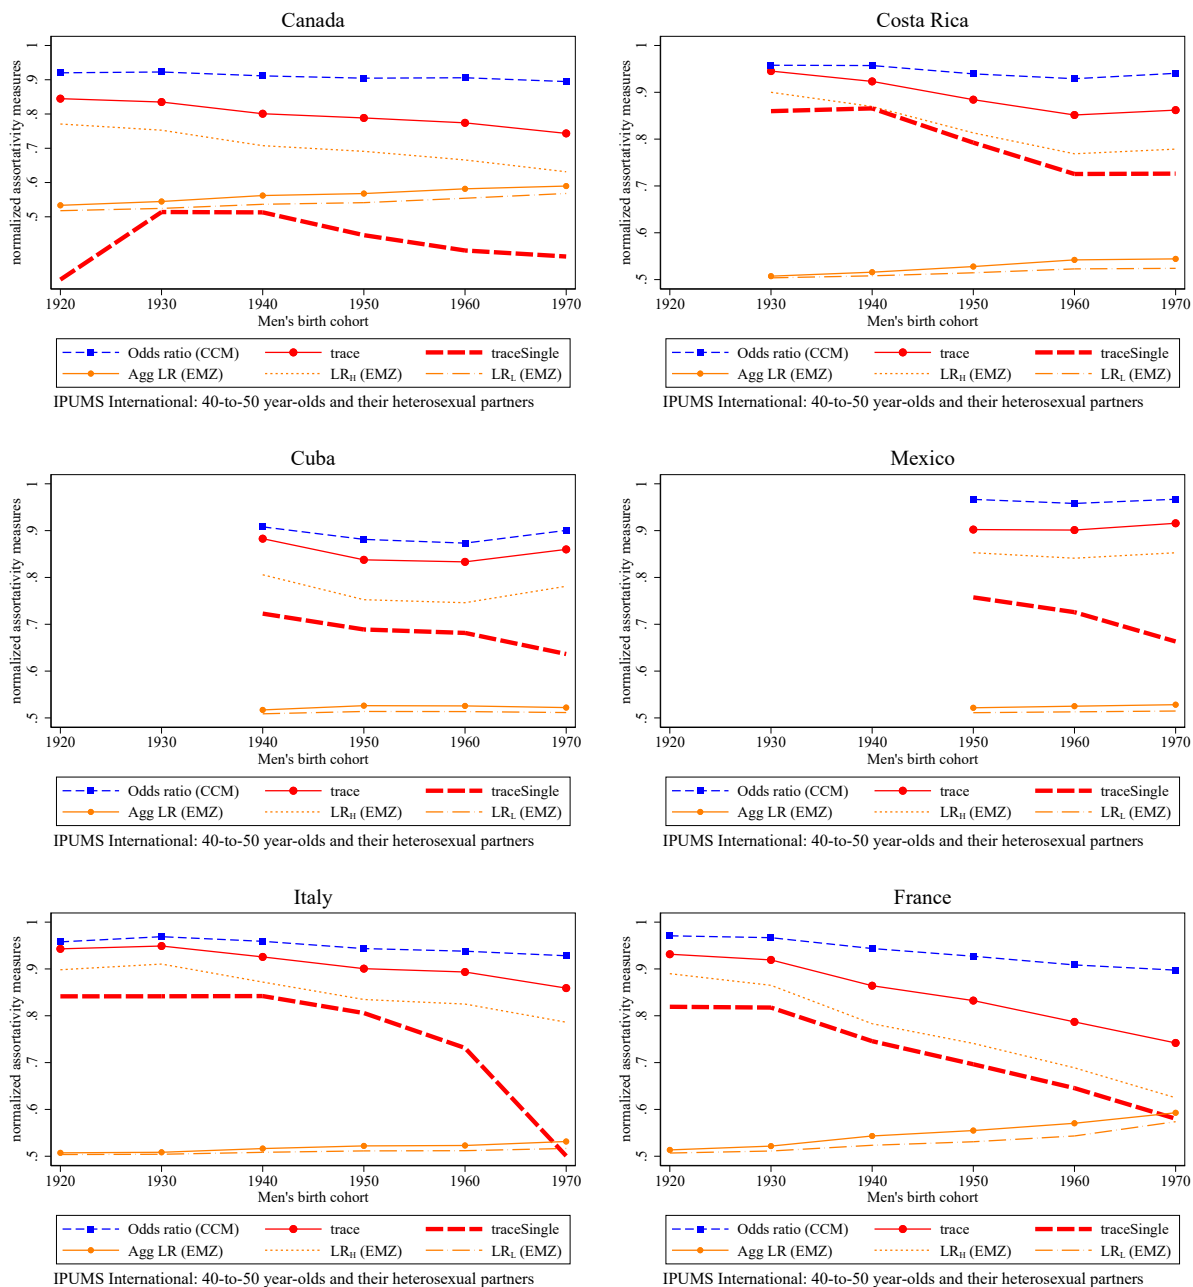 Canada
normalized assortativity measures
1
.9
.8
.7
.6
.5
1920 1930 1940 1950 1960 1970
Men's birth cohort
Odds ratio (CCM) trace traceSingle
Agg LR (EMZ) LRH (EMZ) LRL (EMZ)
IPUMS International: 40-to-50 year-olds and their heterosexual partners
Costa Rica
normalized assortativity measures
1
.9
.8
.7
.6
.5
1920 1930 1940 1950 1960 1970
Men's birth cohort
Odds ratio (CCM) trace traceSingle
Agg LR (EMZ) LRH (EMZ) LRL (EMZ)
IPUMS International: 40-to-50 year-olds and their heterosexual partners
Cuba
normalized assortativity measures
1
.9
.8
.7
.6
.5
1920 1930 1940 1950 1960 1970
Men's birth cohort
Odds ratio (CCM) trace traceSingle
Agg LR (EMZ) LRH (EMZ) LRL (EMZ)
IPUMS International: 40-to-50 year-olds and their heterosexual partners
Mexico
normalized assortativity measures
1
.9
.8
.7
.6
.5
1920 1930 1940 1950 1960 1970
Men's birth cohort
Odds ratio (CCM) trace traceSingle
Agg LR (EMZ) LRH (EMZ) LRL (EMZ)
IPUMS International: 40-to-50 year-olds and their heterosexual partners
Italy
normalized assortativity measures
1
.9
.8
.7
.6
.5
1920 1930 1940 1950 1960 1970
Men's birth cohort
Odds ratio (CCM) trace traceSingle
Agg LR (EMZ) LRH (EMZ) LRL (EMZ)
IPUMS International: 40-to-50 year-olds and their heterosexual partners
France
normalized assortativity measures
1
.9
.8
.7
.6
.5
1920 1930 1940 1950 1960 1970
Men's birth cohort
Odds ratio (CCM) trace traceSingle
Agg LR (EMZ) LRH (EMZ) LRL (EMZ)
IPUMS International: 40-to-50 year-olds and their heterosexual partners